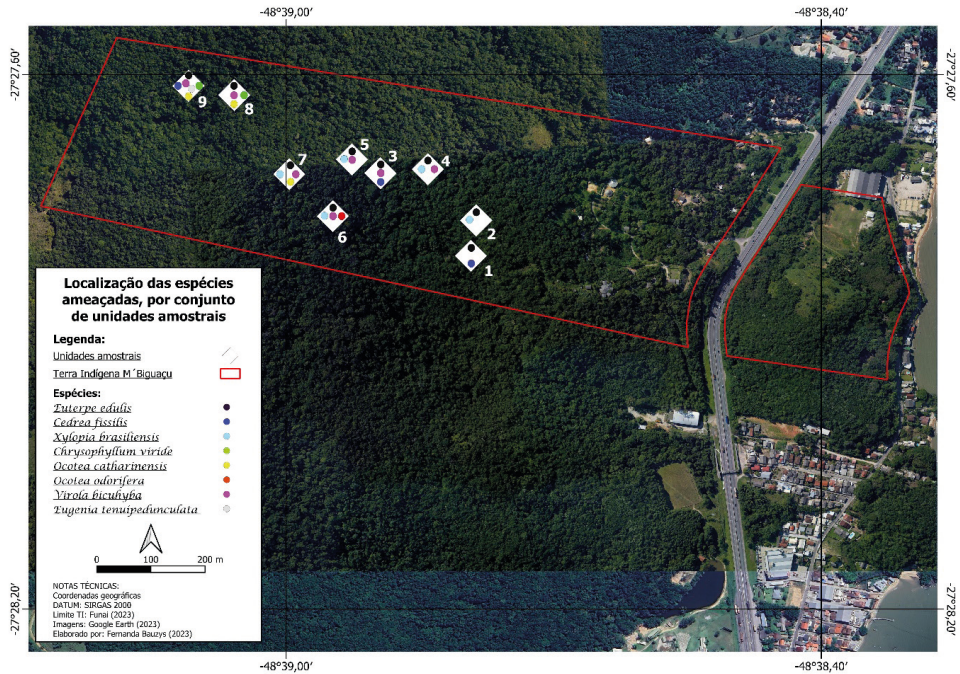 -48°39,00′
-48°38,40′
-27°27,60′
-27°27,60′
9
8
5
3
4
7
6
2
1
Localização das espécies
ameaçadas, por conjunto
de unidades amostrais
Legenda:
Unidades amostrais
Terra Indígena M´Biguaçu
Espécies:
Euterpe edulis
Cedrea fissilis
Xylopia brasiliensis
Chrysophyllum viride
Ocotea catharinensis
Ocotea odorifera
Virola bicuhyba
Eugenia tenuipedunculata
0 100 200 m
NOTAS TÉCNICAS:
Coordenadas geográficas
DATUM: SIRGAS 2000
Limite TI: Funai (2023)
Imagens: Google Earth (2023)
Elaborado por: Fernanda Bauzys (2023)
-27°28,20′
-27°28,20′
-48°39,00′
-48°38,40′